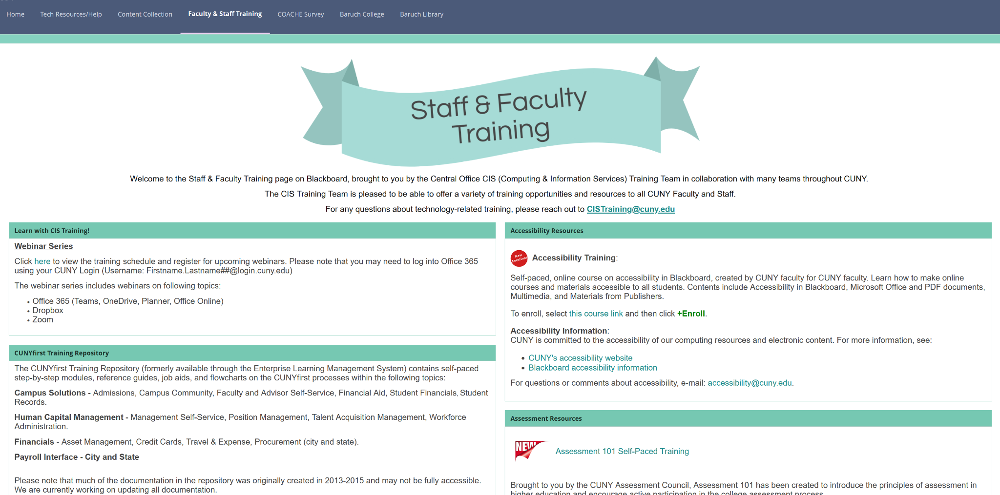 Home
Tech Resources/Help
Content Collection
Faculty & Staff Training
COACHE Survey
Baruch College
Baruch Library
Staff & Faculty
Training
Welcome to the Staff & Faculty Training page on Blackboard, brought to you by the Central Office CIS (Computing & Information Services) Training Team in collaboration with many teams throughout CUNY.
The CIS Training Team is pleased to be able to offer a variety of training opportunities and resources to all CUNY Faculty and Staff.
For any questions about technology-related training, please reach out to CISTraining@cuny.edu
Learn with CIS Training!
Webinar Series
Click here to view the training schedule and register for upcoming webinars. Please note that you may need to log into Office 365
using your CUNY Login (Username: Firstname.Lastname##@login.cuny.edu)
The webinar series includes webinars on following topics:
• Office 365 (Teams, OneDrive, Planner, Office Online)
• Dropbox
• Zoom
CUNYfirst Training Repository
The CUNYfirst Training Repository (formerly available through the Enterprise Learning Management System) contains self-paced
step-by-step modules, reference guides, job aids, and flowcharts on the CUNYfirst processes within the following topics:
Campus Solutions - Admissions, Campus Community, Faculty and Advisor Self-Service, Financial Aid, Student Financials, Student
Records.
Human Capital Management - Management Self-Service, Position Management, Talent Acquisition Management, Workforce
Administration.
Financials - Asset Management, Credit Cards, Travel & Expense, Procurement (city and state).
Payroll Interface - City and State
Please note that much of the documentation in the repository was originally created in 2013-2015 and may not be fully accessible.
We are currently working on updating all documentation.
Accessibility Resources
New
Location!
Accessibility Training:
Self-paced, online course on accessibility in Blackboard, created by CUNY faculty for CUNY faculty. Learn how to make online
courses and materials accessible to all students. Contents include Accessibility in Blackboard, Microsoft Office and PDF documents,
Multimedia, and Materials from Publishers.
To enroll, select this course link and then click +Enroll.
Accessibility Information:
CUNY is committed to the accessibility of our computing resources and electronic content. For more information, see:
• CUNY's accessibility website
• Blackboard accessibility information
For questions or comments about accessibility, e-mail: accessibility@cuny.edu.
Assessment Resources
NEW
Assessment 101 Self-Paced Training
Brought to you by the CUNY Assessment Council, Assessment 101 has been created to introduce the principles of assessment in
higher education and encourage active participation in the college assessment process.